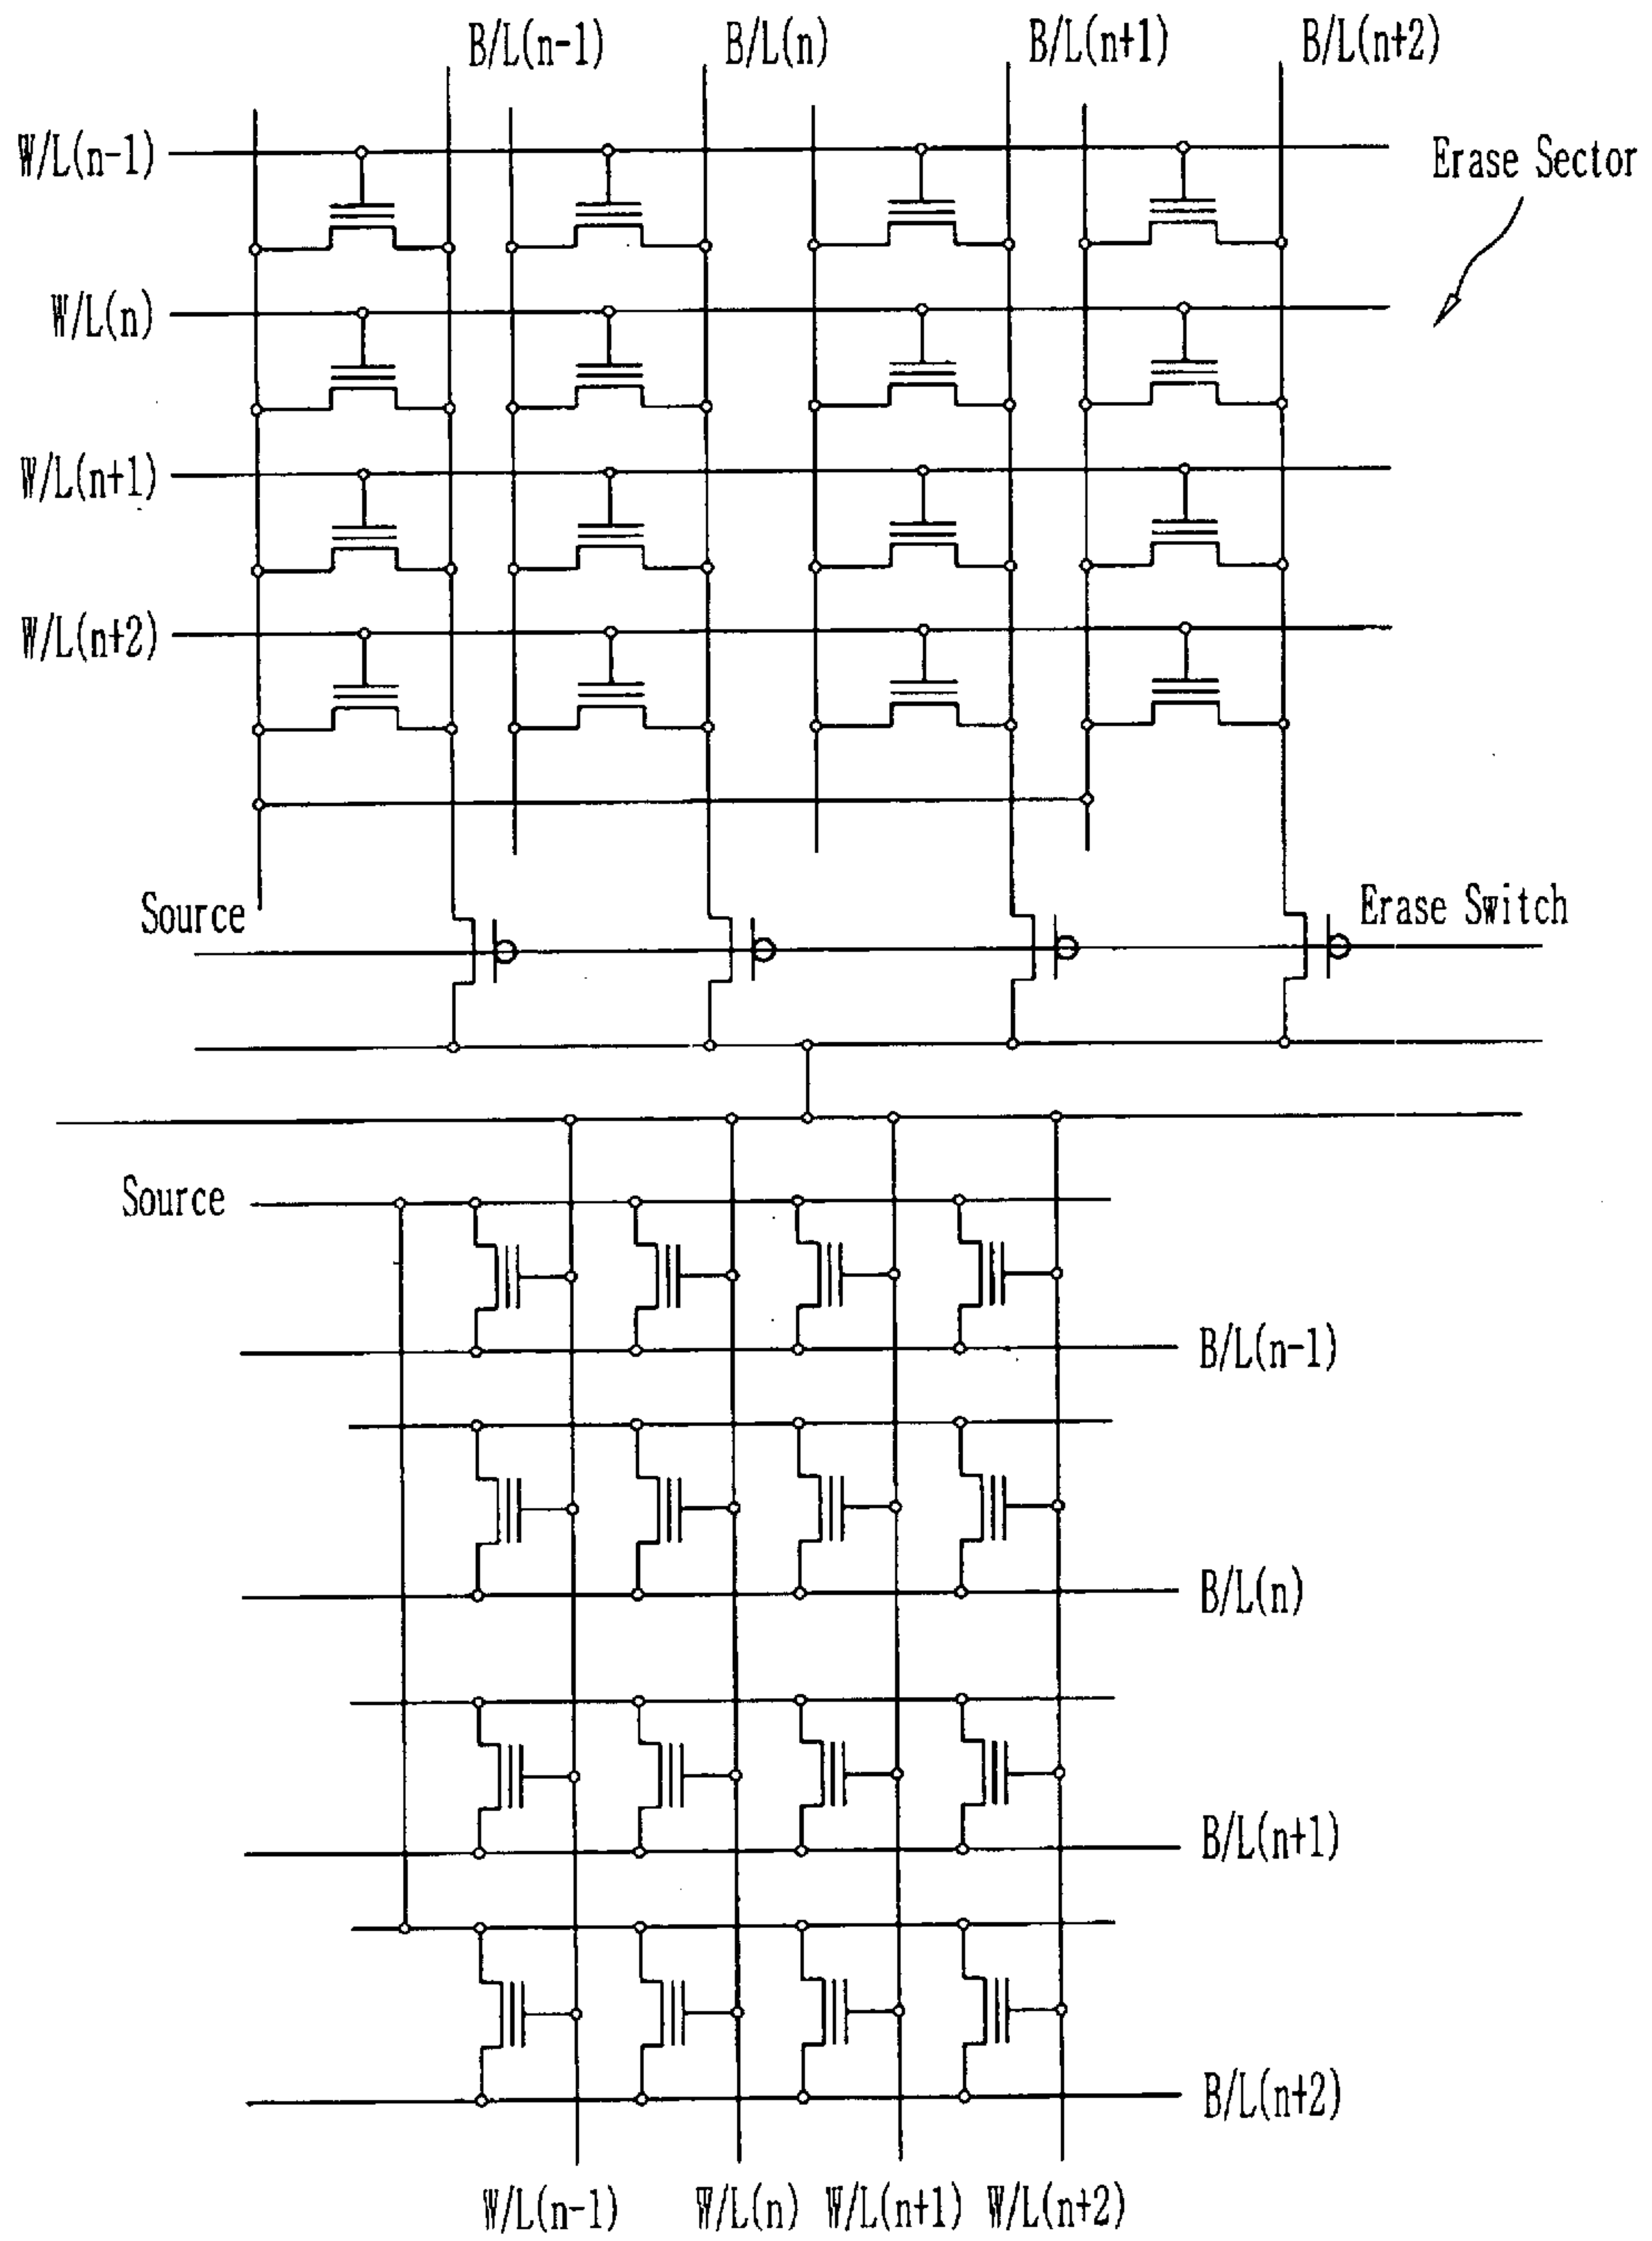 B/L(n-1) B/L(n) B/L(n+1) B/L(n+2)
W/L(n-1)
Erase Sector
W/L(n)
W/L(n+1)
W/L(n+2)
Source
Erase Switch
Source
B/L(n-1)
B/L(n)
B/L(n+1)
B/L(n+2)
W/L(n-1) W/L(n) W/L(n+1) W/L(n+2)